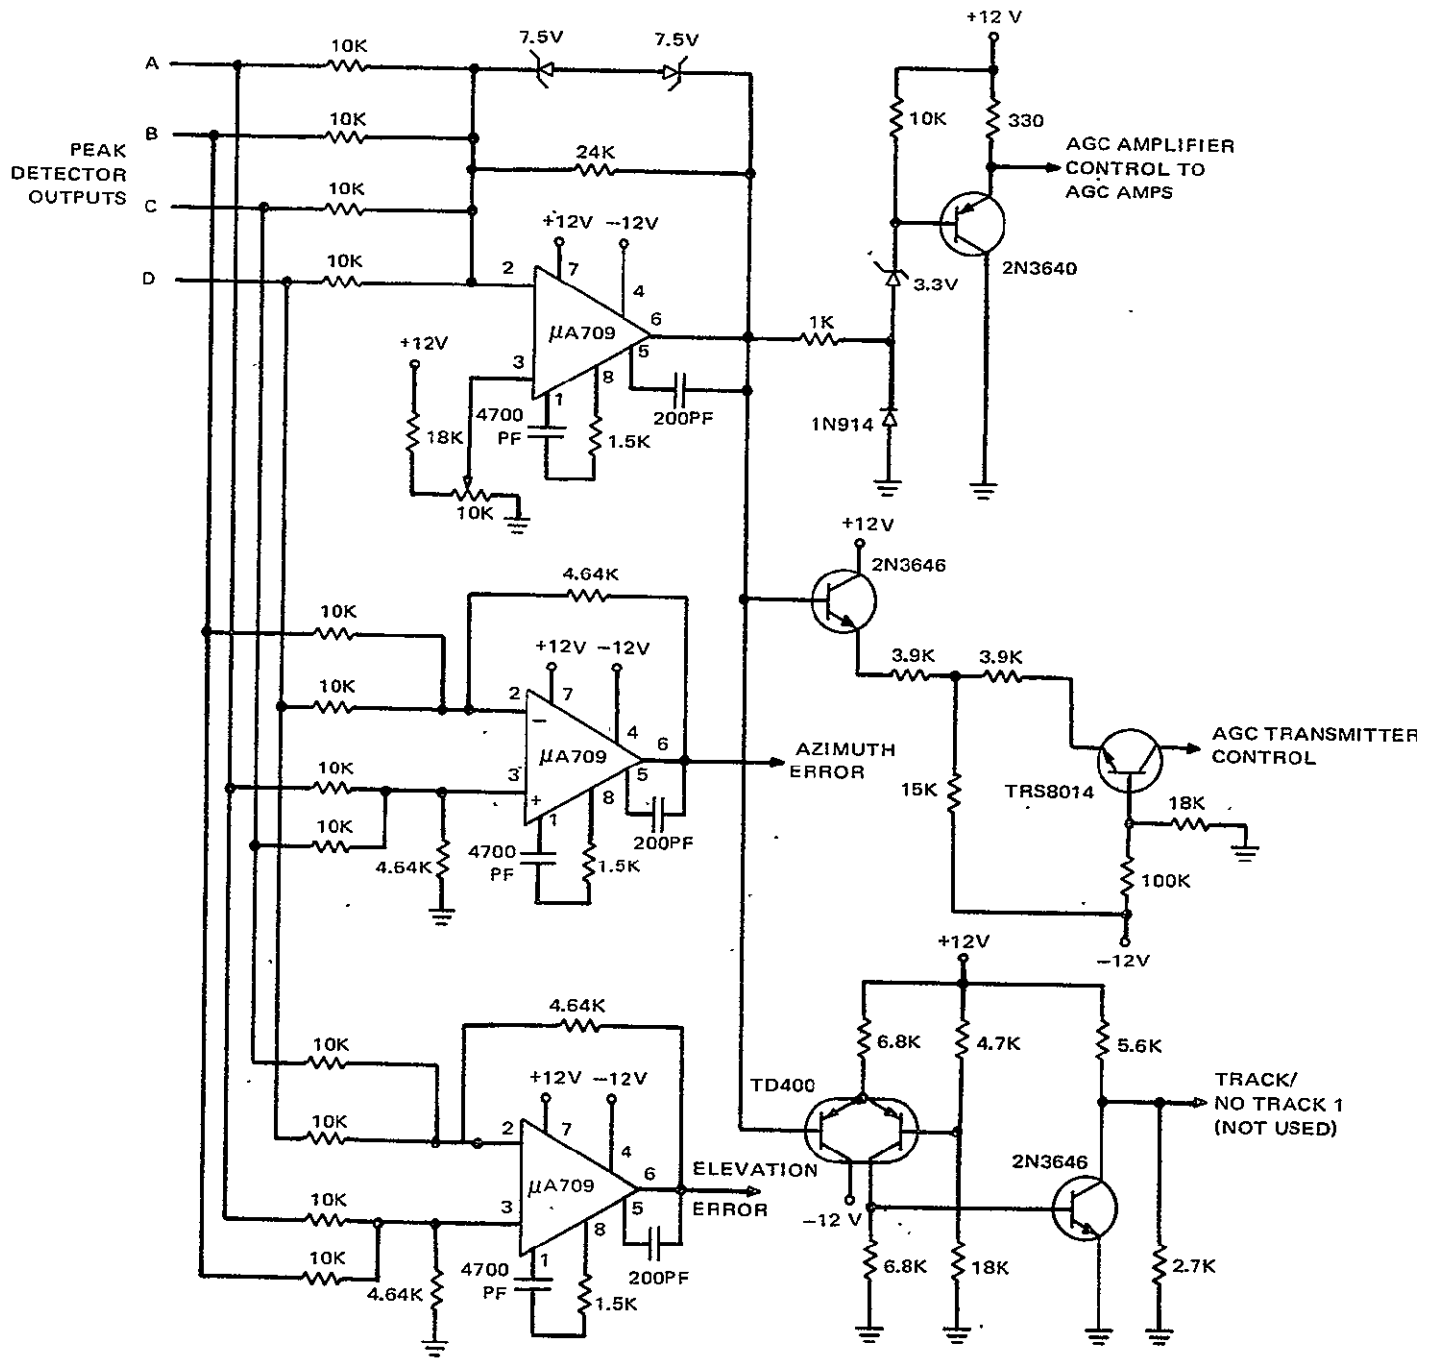 +12 V
7.5V
7.5V
A
10K
10K
330
AGC AMPLIFIER
CONTROL TO
AGC AMPS
B
10K
PEAK
DETECTOR
OUTPUTS
24K
C
10K
+12V
−12V
D
10K
2
7
4
3.3V
2N3640
μA709
6
1K
+12V
3
5
8
1
18K
4700
PF
1.5K
200PF
1N914
10K
+12V
2N3646
4.64K
10K
+12V
−12V
3.9K
3.9K
10K
2
7
−
4
6
μA709
AZIMUTH
ERROR
AGC TRANSMITTER
CONTROL
10K
3
5
+
8
15K
TRS8014
18K
10K
1
4700
PF
200PF
4.64K
1.5K
100K
+12V
−12V
4.64K
6.8K
4.7K
5.6K
10K
+12V
−12V
TD400
TRACK/
NO TRACK 1
(NOT USED)
10K
2
7
4
6
μA709
ELEVATION
ERROR
2N3646
10K
3
5
8
−12 V
10K
1
4700
PF
200PF
6.8K
18K
2.7K
4.64K
1.5K